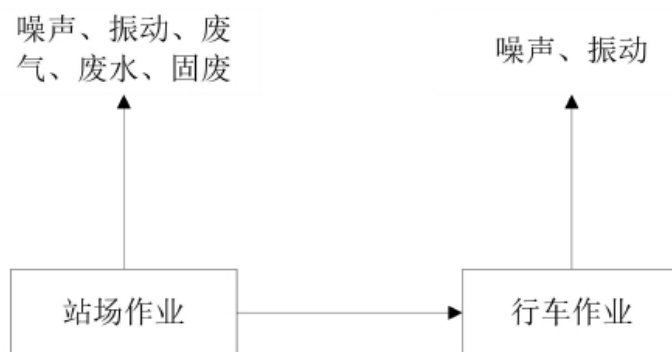 噪声、振动、废
气、废水、固废
噪声、振动
站场作业
行车作业